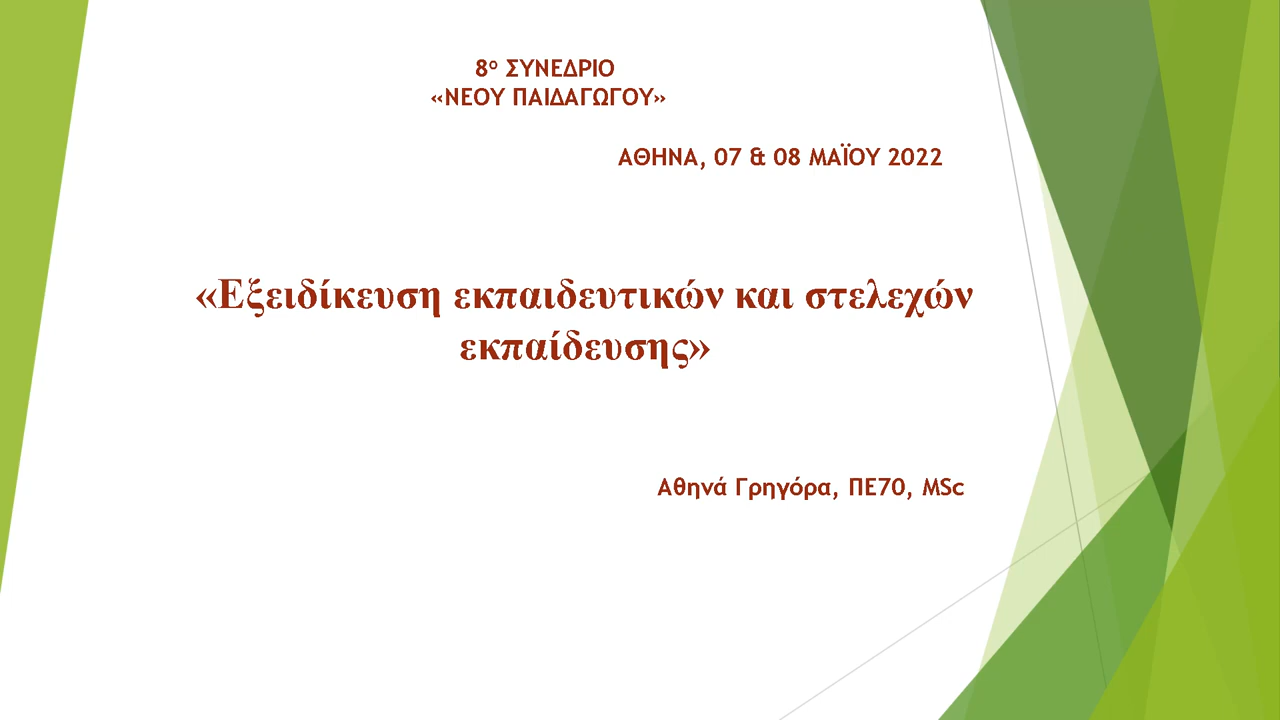 8ο ΣΥΝΕΔΡΙΟ
«ΝΕΟΥ ΠΑΙΔΑΓΩΓΟΥ»
ΑΘΗΝΑ, 07 & 08 ΜΑΪΟΥ 2022
«Εξειδίκευση εκπαιδευτικών και στελεχών
εκπαίδευσης»
Αθηνά Γρηγόρα, ΠΕ70, MSc